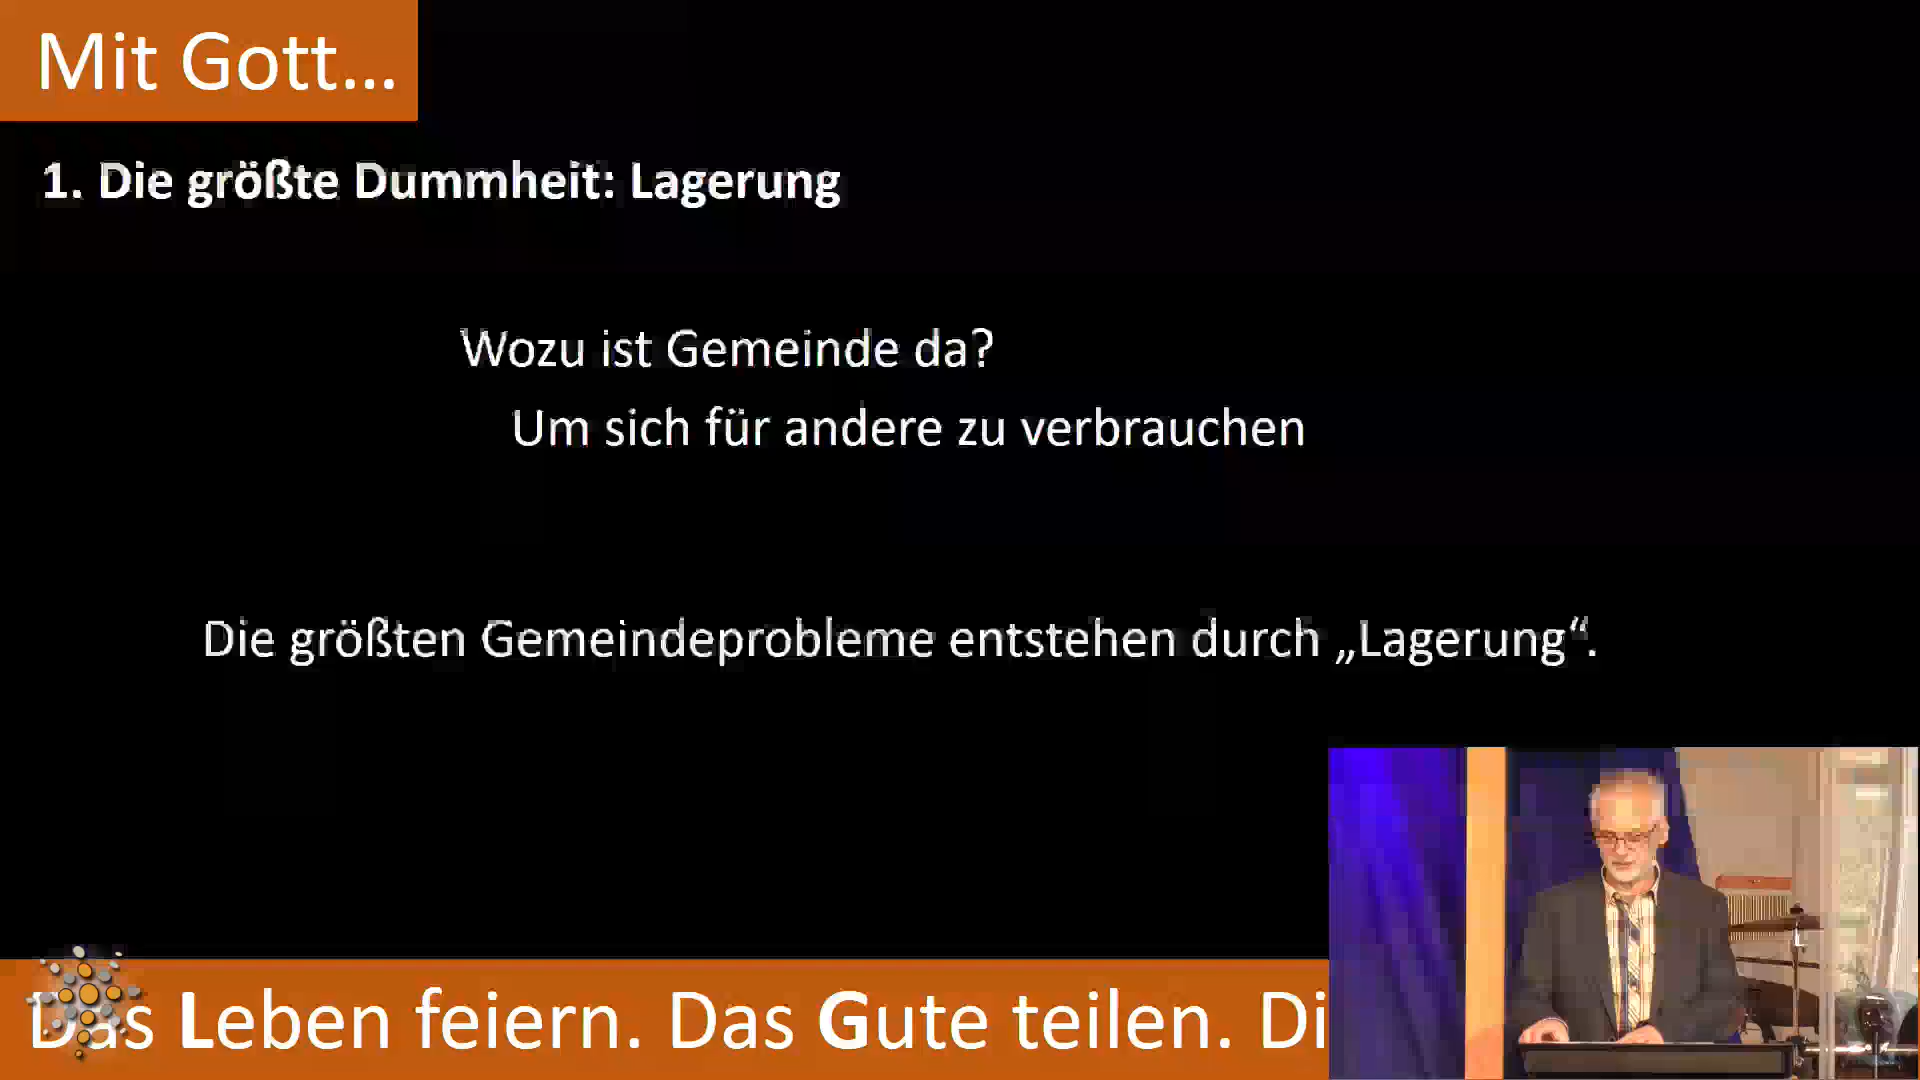 Mit Gott...
1. Die größte Dummheit: Lagerung
Wozu ist Gemeinde da?
Um sich für andere zu verbrauchen
Die größten Gemeindeprobleme entstehen durch „Lagerung“.
Das Leben feiern. Das Gute teilen. Di